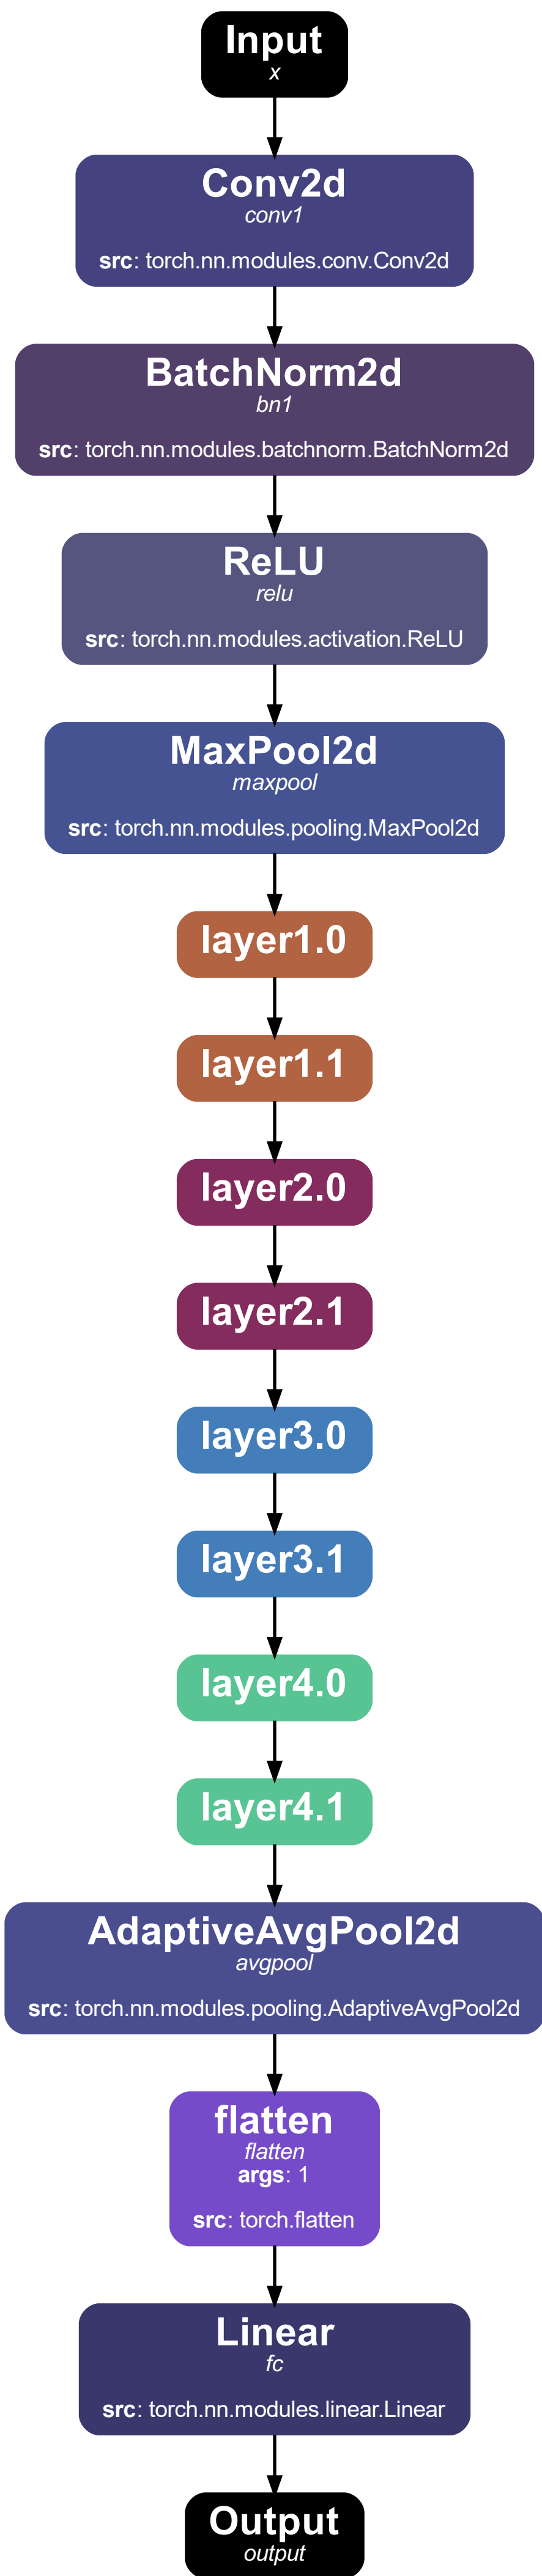 Input
x
Conv2d
conv1
src: torch.nn.modules.conv.Conv2d
BatchNorm2d
bn1
src: torch.nn.modules.batchnorm.BatchNorm2d
ReLU
relu
src: torch.nn.modules.activation.ReLU
MaxPool2d
maxpool
src: torch.nn.modules.pooling.MaxPool2d
layer1.0
layer1.1
layer2.0
layer2.1
layer3.0
layer3.1
layer4.0
layer4.1
AdaptiveAvgPool2d
avgpool
src: torch.nn.modules.pooling.AdaptiveAvgPool2d
flatten
flatten
args: 1
src: torch.flatten
Linear
fc
src: torch.nn.modules.linear.Linear
Output
output